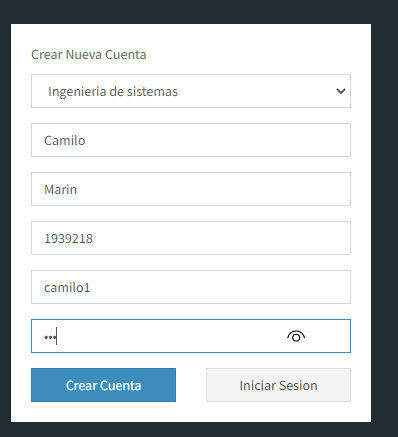 Crear Nueva Cuenta
Ingenieria de sistemas
Camilo
Marin
1939218
camilo1
•••
Crear Cuenta
Iniciar Sesion